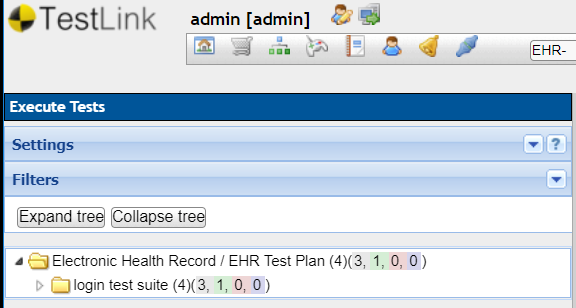 TestLink
admin [admin]
EHR-
Execute Tests
Settings
?
Filters
Expand tree Collapse tree
Electronic Health Record / EHR Test Plan (4)(3, 1, 0, 0)
login test suite (4)(3, 1, 0, 0)